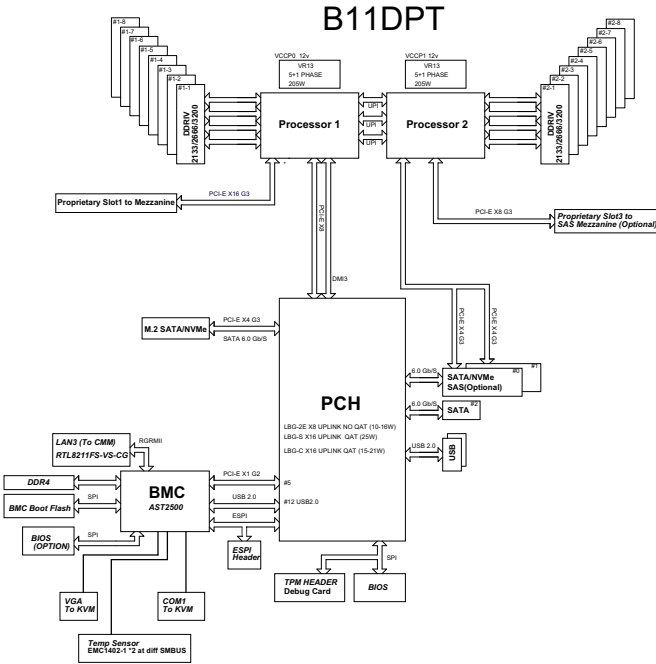 B11DPT
#1-8
#1-7
#1-6
#1-5
#1-4
#1-3
#1-2
#1-1
DDRIV
2133/2666/3200
VCCP0 12v
VR13
5+1 PHASE
205W
VCCP1 12v
VR13
5+1 PHASE
205W
#2-8
#2-7
#2-6
#2-5
#2-4
#2-3
#2-2
#2-1
DDRIV
2133/2666/3200
Processor 1
UPI
UPI
UPI
Processor 2
Proprietary Slot1 to Mezzanine
PCI-E X16 G3
PCI-E X8
DMI3
PCI-E X8 G3
Proprietary Slot3 to
SAS Mezzanine (Optional)
PCI-E X4 G3
PCI-E X4 G3
M.2 SATA/NVMe
PCI-E X4 G3
SATA 6.0 Gb/S
PCH
LBG-2E X8 UPLINK NO QAT (10-16W)
LBG-S X16 UPLINK QAT (25W)
LBG-C X16 UPLINK QAT (15-21W)
#5
#12 USB2.0
6.0 Gb/S
SATA/NVMe
SAS(Optional)
#0
#1
6.0 Gb/S
SATA
#2
USB 2.0
USB
LAN3 (To CMM)
RTL8211FS-VS-CG
RGRMII
DDR4
BMC Boot Flash
SPI
BIOS
(OPTION)
SPI
BMC
AST2500
PCI-E X1 G2
USB 2.0
ESPI
ESPI
Header
SPI
TPM HEADER
Debug Card
BIOS
VGA
To KVM
COM1
To KVM
Temp Sensor
EMC1402-1 *2 at diff SMBUS